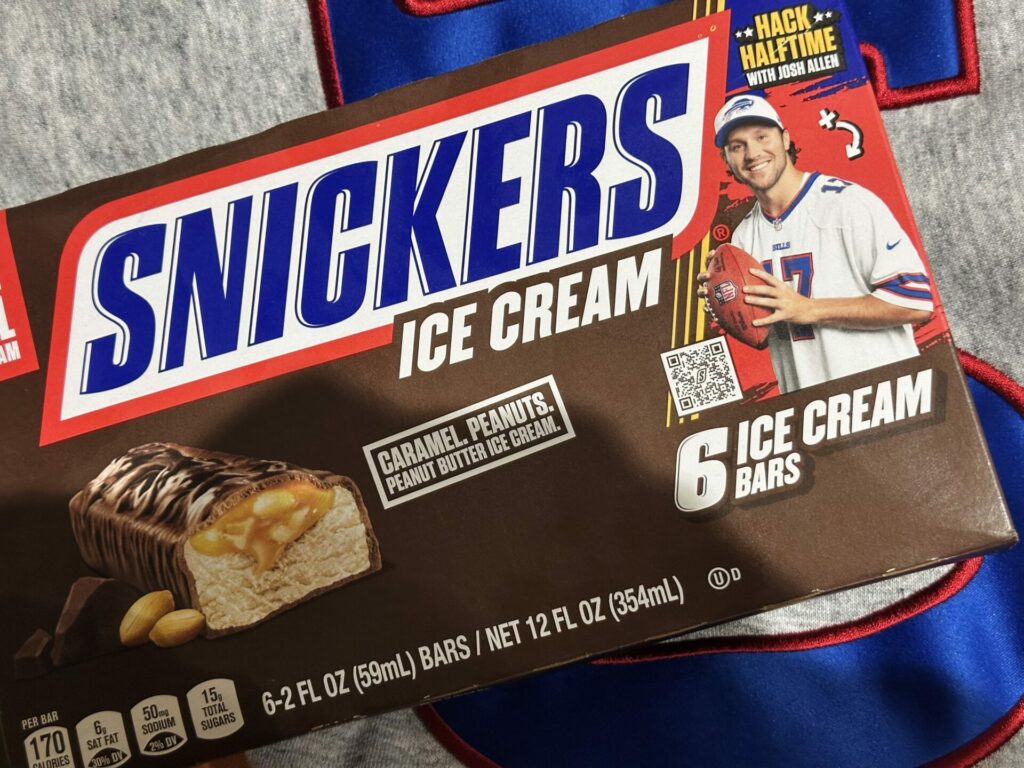 HACK
HALFTIME
WITH JOSH ALLEN
SNICKERS
®
ICE CREAM
BILLS
17
NFL
CARAMEL. PEANUTS.
PEANUT BUTTER ICE CREAM.
6 ICE CREAM
BARS
6-2 FL OZ (59mL) BARS / NET 12 FL OZ (354mL)
U D
PER BAR
170
CALORIES
6g
SAT FAT
30% DV
50mg
SODIUM
2% DV
15g
TOTAL
SUGARS